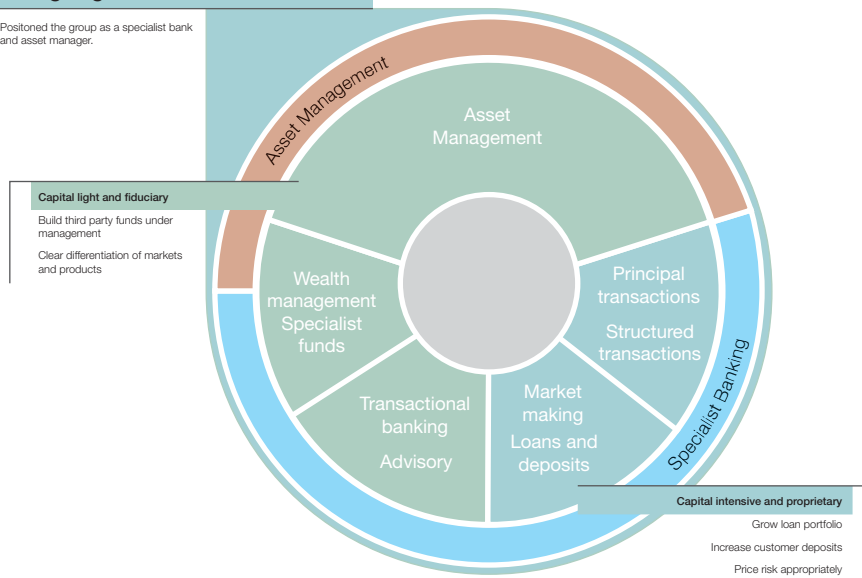 Positoned the group as a specialist bank
and asset manager.
Asset Management
Asset
Management
Capital light and fiduciary
Build third party funds under
management
Clear differentiation of markets
and products
Wealth
management
Specialist
funds
Principal
transactions
Structured
transactions
Transactional
banking
Advisory
Market
making
Loans and
deposits
Specialist Banking
Capital intensive and proprietary
Grow loan portfolio
Increase customer deposits
Price risk appropriately